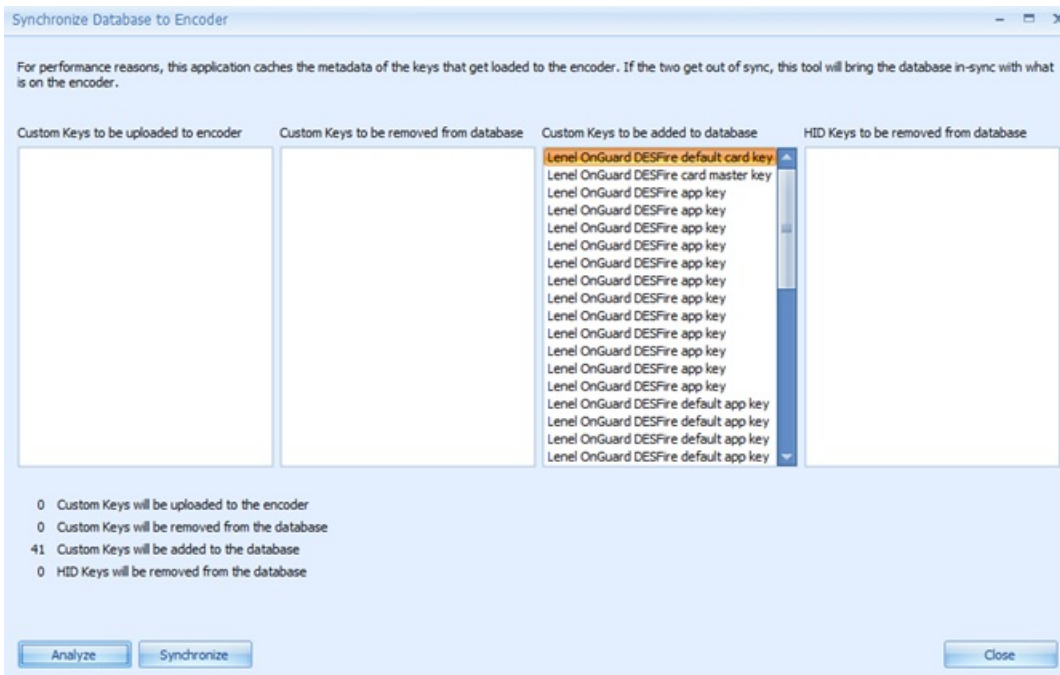 Synchronize Database to Encoder
For performance reasons, this application caches the metadata of the keys that get loaded to the encoder. If the two get out of sync, this tool will bring the database in-sync with what
is on the encoder.
Custom Keys to be uploaded to encoder
Custom Keys to be removed from database
Custom Keys to be added to database
HID Keys to be removed from database
Lenel OnGuard DESFire default card key
Lenel OnGuard DESFire card master key
Lenel OnGuard DESFire app key
Lenel OnGuard DESFire app key
Lenel OnGuard DESFire app key
Lenel OnGuard DESFire app key
Lenel OnGuard DESFire app key
Lenel OnGuard DESFire app key
Lenel OnGuard DESFire app key
Lenel OnGuard DESFire app key
Lenel OnGuard DESFire app key
Lenel OnGuard DESFire app key
Lenel OnGuard DESFire app key
Lenel OnGuard DESFire app key
Lenel OnGuard DESFire default app key
Lenel OnGuard DESFire default app key
Lenel OnGuard DESFire default app key
Lenel OnGuard DESFire default app key
0 Custom Keys will be uploaded to the encoder
0 Custom Keys will be removed from the database
41 Custom Keys will be added to the database
0 HID Keys will be removed from the database
Analyze
Synchronize
Close